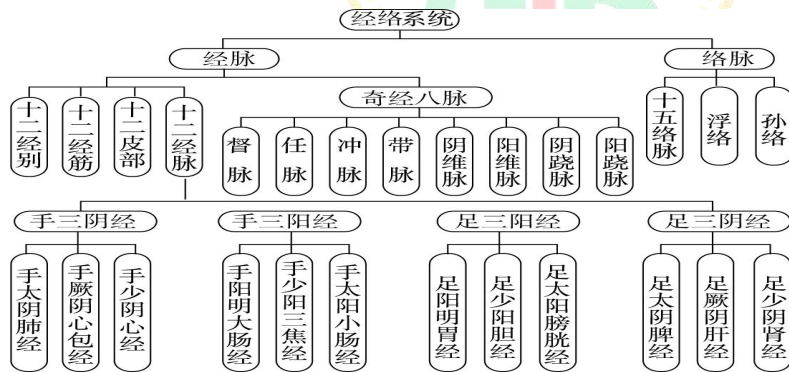 经络系统
经脉
络脉
十二经别
十二经筋
十二皮部
十二经脉
奇经八脉
督脉
任脉
冲脉
带脉
阴维脉
阳维脉
阴跷脉
阳跷脉
十五络脉
浮络
孙络
手三阴经
手三阳经
足三阳经
足三阴经
手太阴肺经
手厥阴心包经
手少阴心经
手阳明大肠经
手少阳三焦经
手太阳小肠经
足阳明胃经
足少阳胆经
足太阳膀胱经
足太阴脾经
足厥阴肝经
足少阴肾经